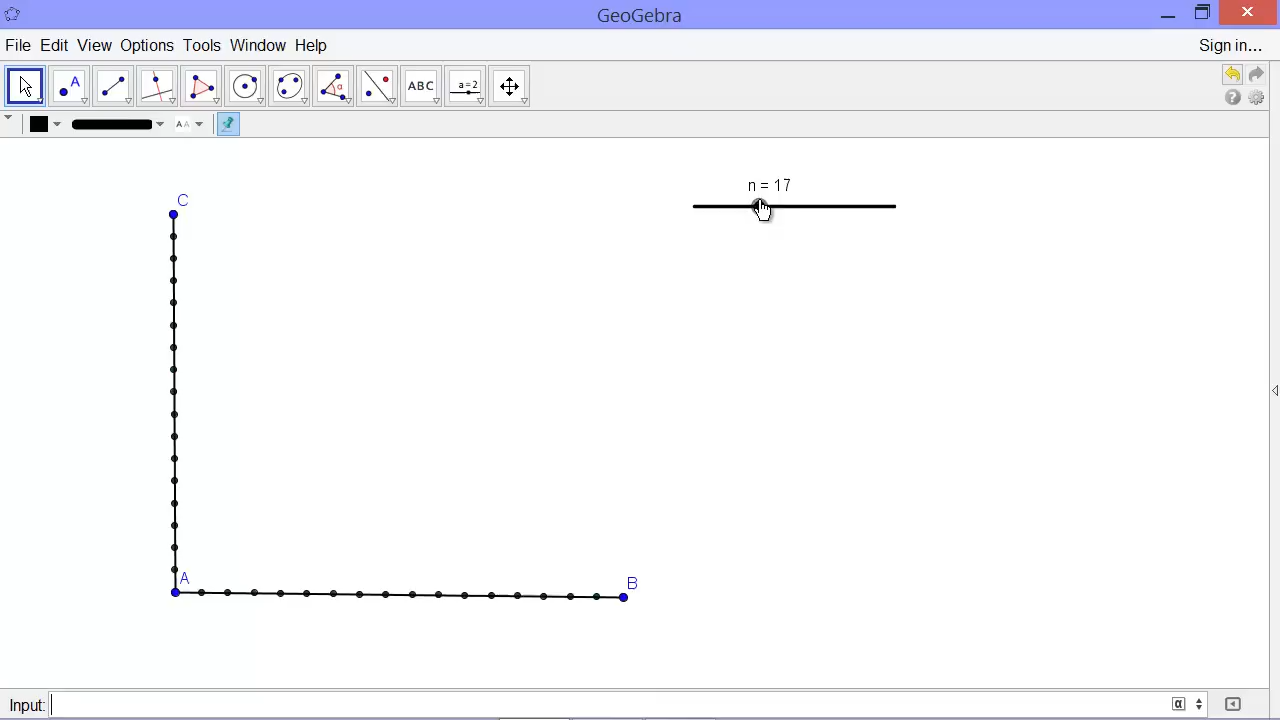 GeoGebra
File Edit View Options Tools Window Help Sign in...
A ABC a=2
A A
C
n = 17
A
B
Input: α